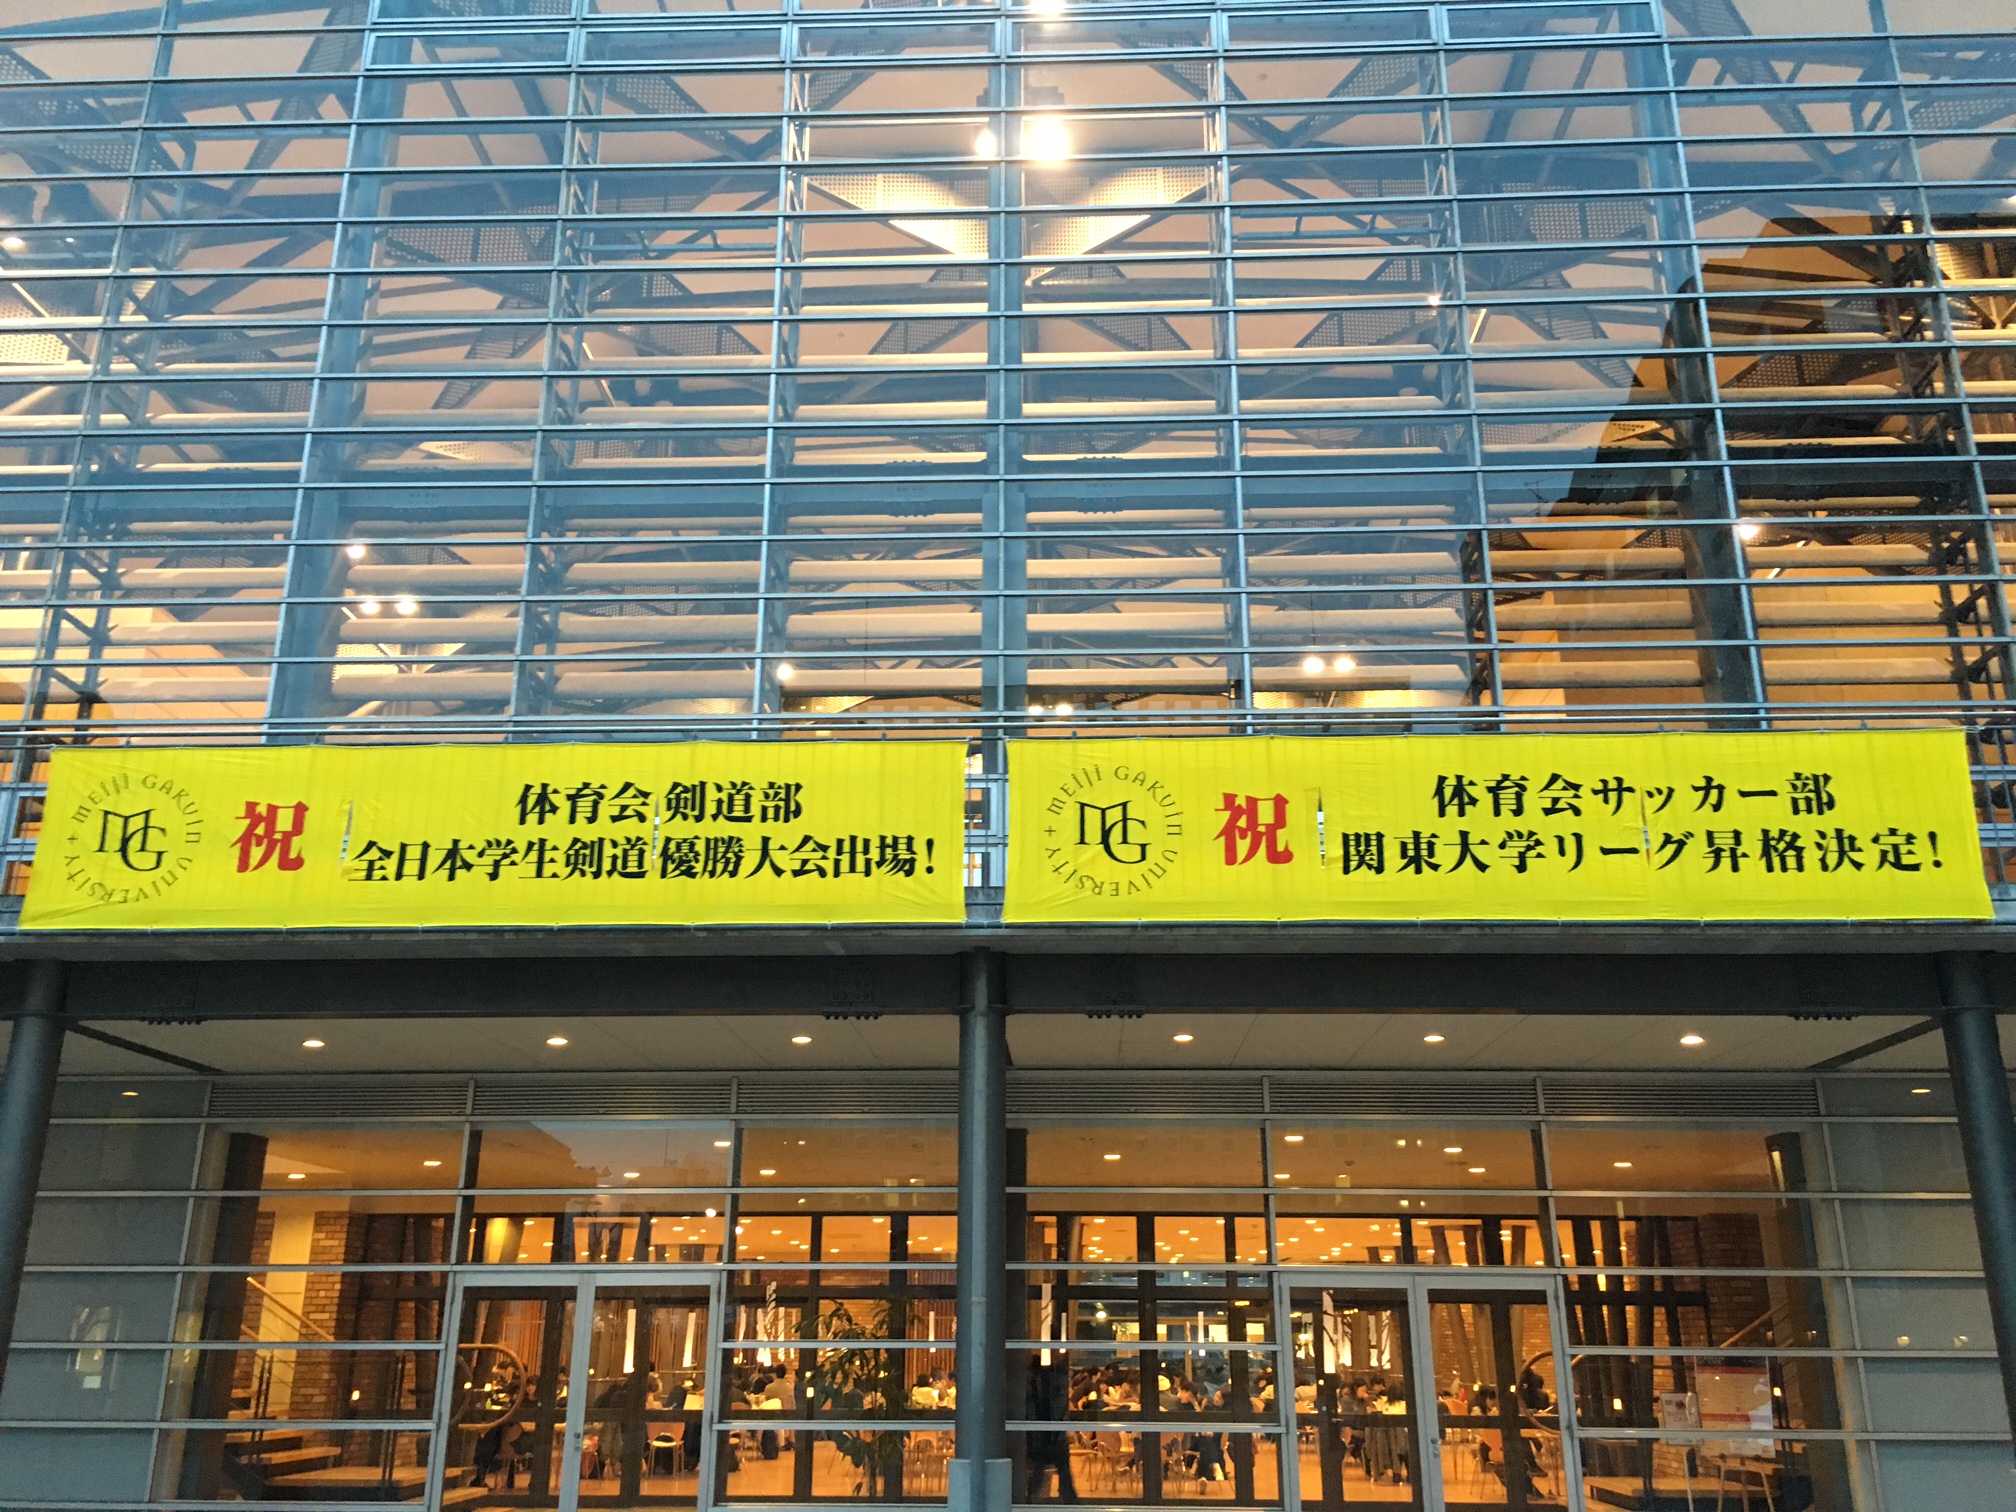 MEIJI GAKUIN UNIVERSITY
MG
祝
体育会 剣道部
全日本学生剣道優勝大会出場!
MEIJI GAKUIN UNIVERSITY
MG
祝
体育会サッカー部
関東大学リーグ昇格決定!